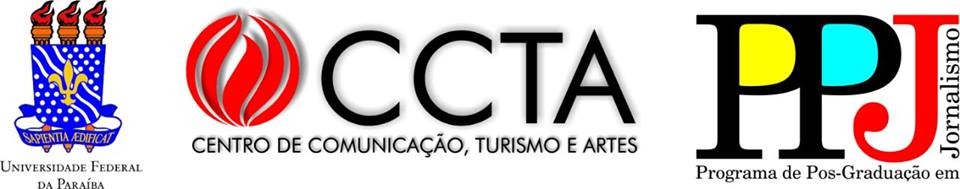 SAPIENTIA ÆDIFICAT
UNIVERSIDADE FEDERAL
DA PARAÍBA
CCTA
CENTRO DE COMUNICAÇÃO, TURISMO E ARTES
PPJ
Programa de Pos-Graduação em
Jornalismo